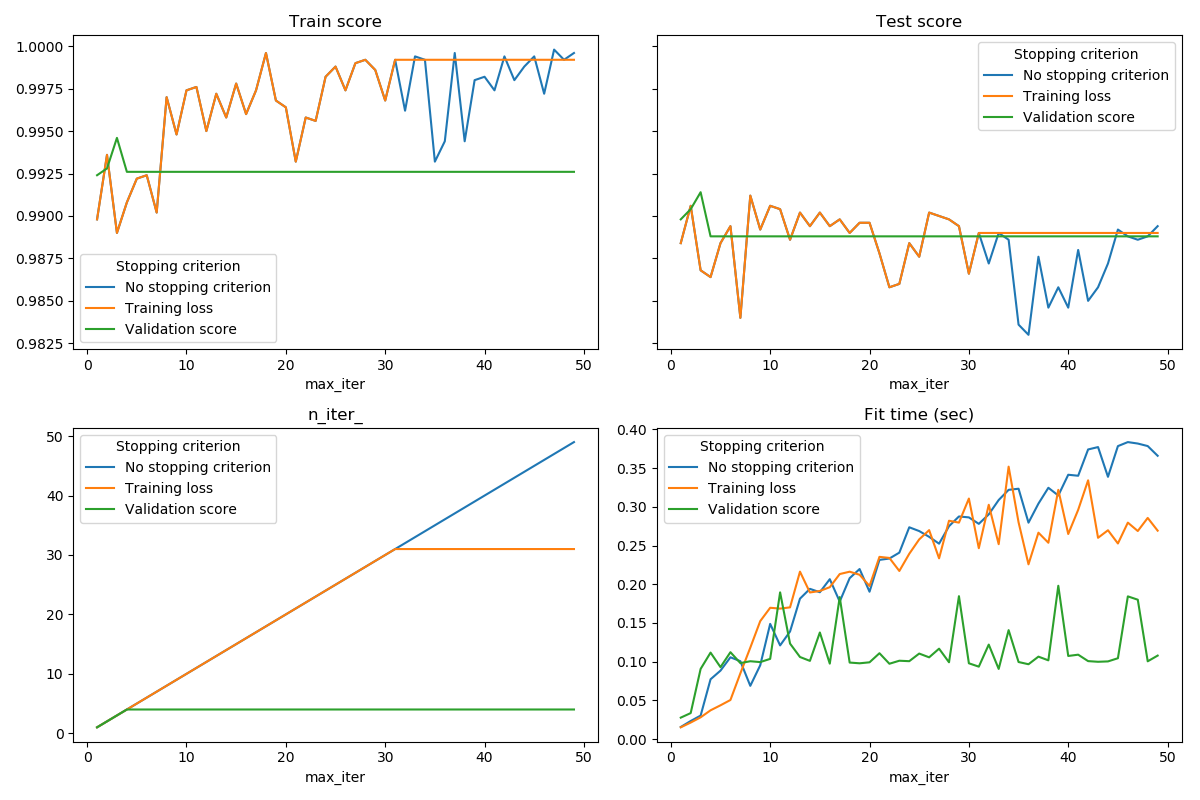 Train score
1.0000
0.9975
0.9950
0.9925
0.9900
0.9875
0.9850
0.9825
Stopping criterion
No stopping criterion
Training loss
Validation score
0 10 20 30 40 50
max_iter
Test score
Stopping criterion
No stopping criterion
Training loss
Validation score
0 10 20 30 40 50
max_iter
n_iter_
50
40
30
20
10
0
Stopping criterion
No stopping criterion
Training loss
Validation score
0 10 20 30 40 50
max_iter
Fit time (sec)
0.40
0.35
0.30
0.25
0.20
0.15
0.10
0.05
0.00
Stopping criterion
No stopping criterion
Training loss
Validation score
0 10 20 30 40 50
max_iter